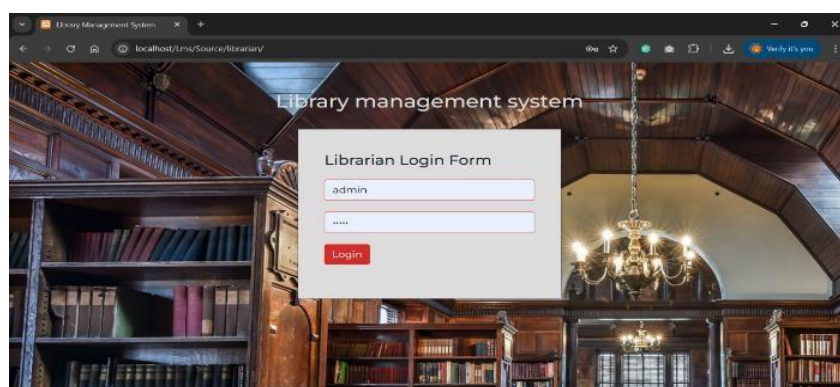 Library Management System
localhost/Lms/Source/librarian/
Verify it's you
Library management system
Librarian Login Form
admin
.....
Login